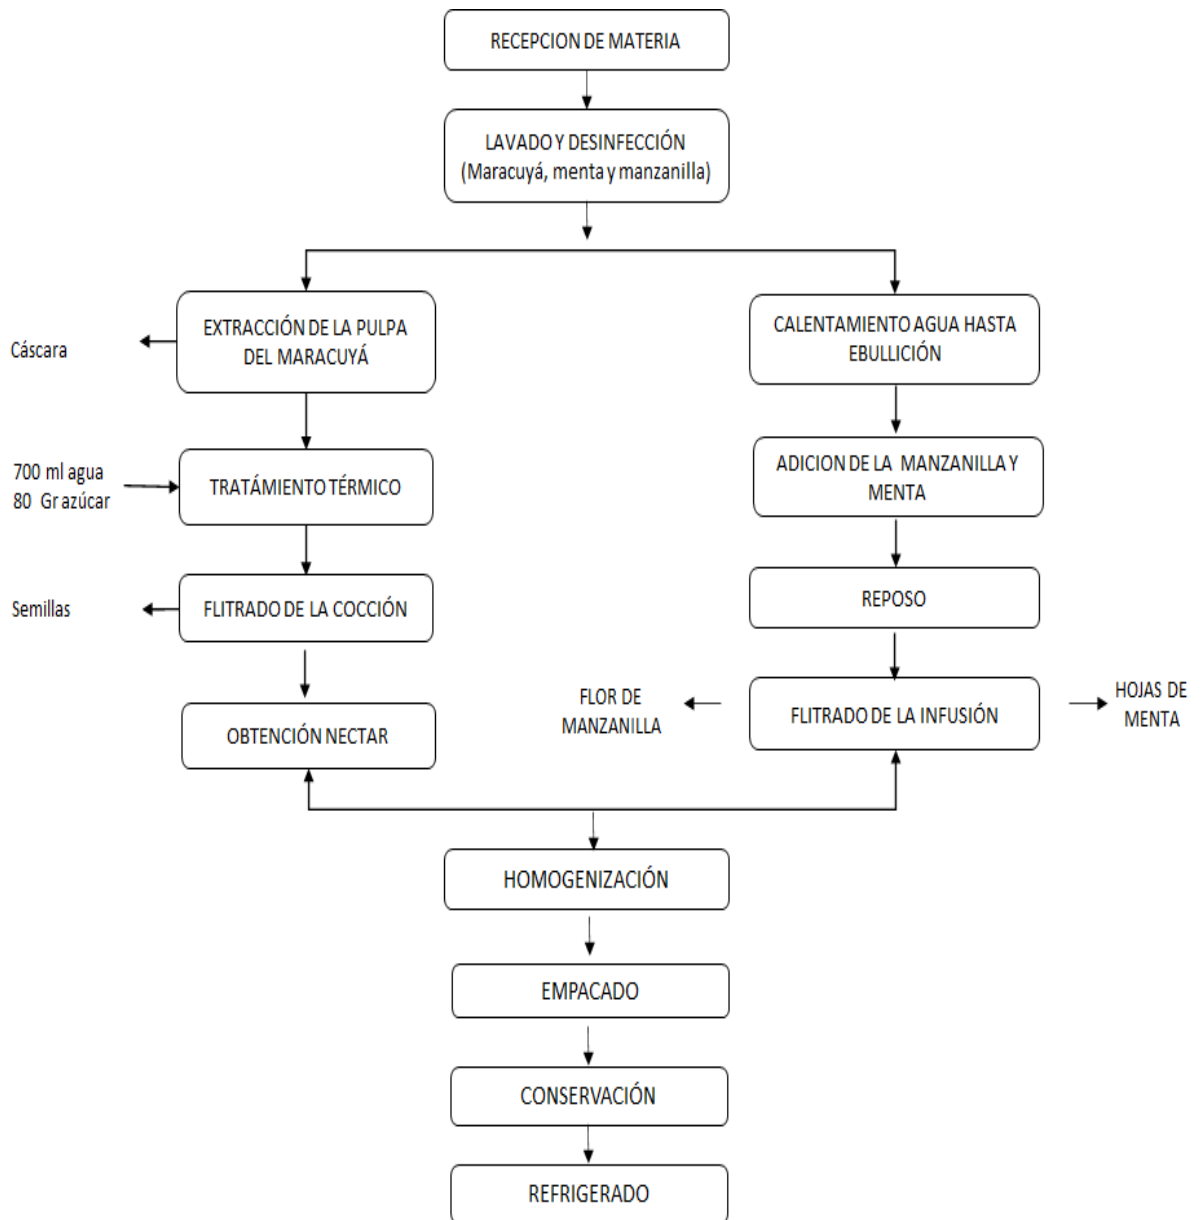 RECEPCION DE MATERIA
LAVADO Y DESINFECCIÓN
(Maracuyá, menta y manzanilla)
Cáscara
EXTRACCIÓN DE LA PULPA
DEL MARACUYÁ
700 ml agua
80 Gr azúcar
TRATÁMIENTO TÉRMICO
Semillas
FLITRADO DE LA COCCIÓN
OBTENCIÓN NECTAR
CALENTAMIENTO AGUA HASTA
EBULLICIÓN
ADICION DE LA MANZANILLA Y
MENTA
REPOSO
FLOR DE
MANZANILLA
FLITRADO DE LA INFUSIÓN
HOJAS DE
MENTA
HOMOGENIZACIÓN
EMPACADO
CONSERVACIÓN
REFRIGERADO